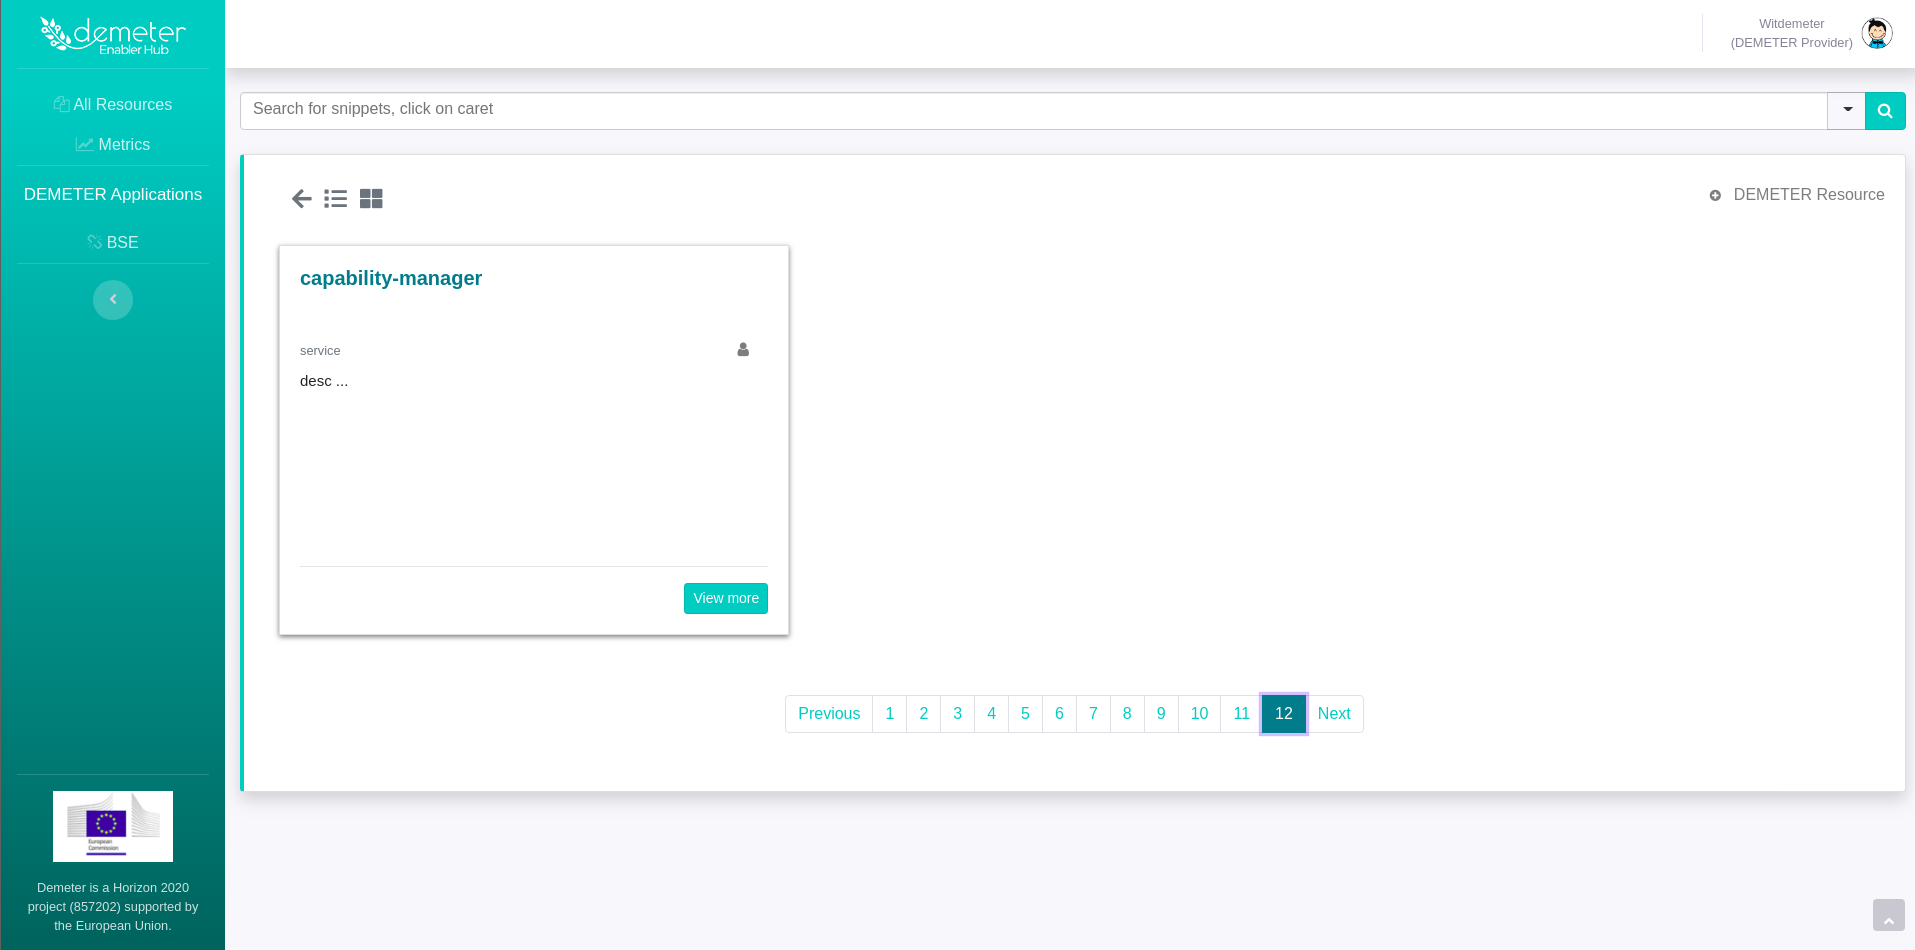 demeter
Enabler Hub
All Resources
Metrics
DEMETER Applications
BSE
European
Commission
Demeter is a Horizon 2020
project (857202) supported by
the European Union.
Witdemeter
(DEMETER Provider)
Search for snippets, click on caret
DEMETER Resource
capability-manager
service
desc ...
View more
Previous 1 2 3 4 5 6 7 8 9 10 11 12 Next